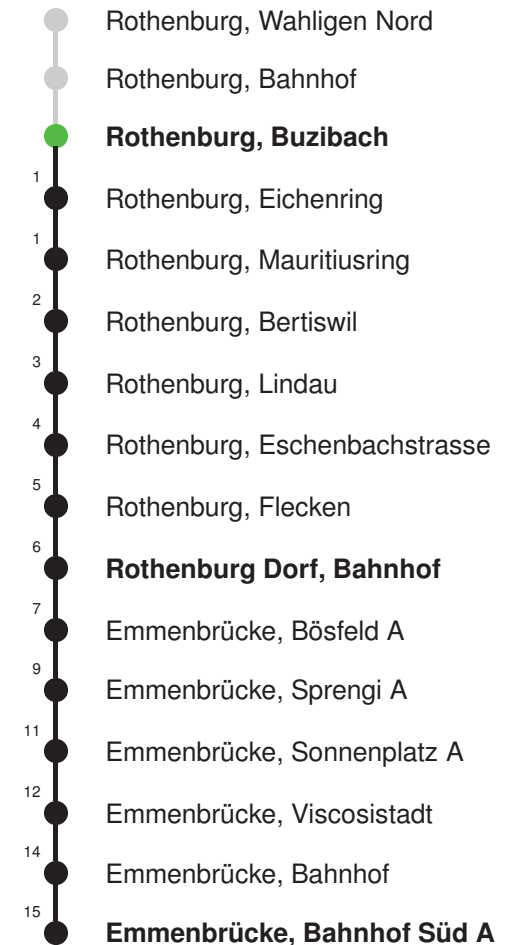 Rothenburg, Wahligen Nord
Rothenburg, Bahnhof
Rothenburg, Buzibach
1 Rothenburg, Eichenring
1 Rothenburg, Mauritiusring
2 Rothenburg, Bertiswil
3 Rothenburg, Lindau
4 Rothenburg, Eschenbachstrasse
5 Rothenburg, Flecken
6 Rothenburg Dorf, Bahnhof
7 Emmenbrücke, Bösfeld A
9 Emmenbrücke, Sprengi A
11 Emmenbrücke, Sonnenplatz A
12 Emmenbrücke, Viscosistadt
14 Emmenbrücke, Bahnhof
15 Emmenbrücke, Bahnhof Süd A